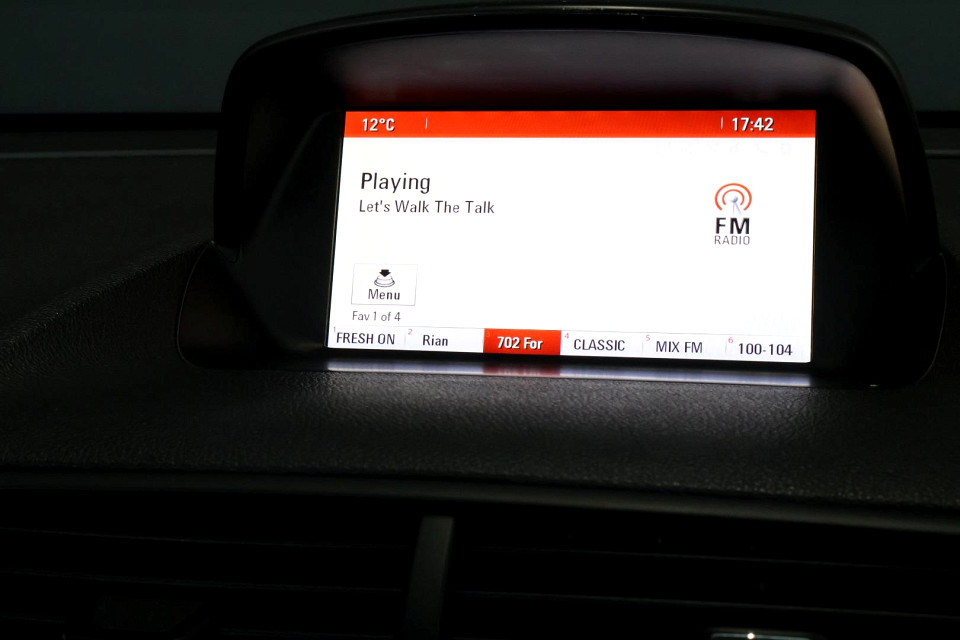 12°C 17:42
Playing
Let's Walk The Talk
FM
RADIO
Menu
Fav 1 of 4
1 FRESH ON 2 Rian 702 For 4 CLASSIC 5 MIX FM 6 100-104